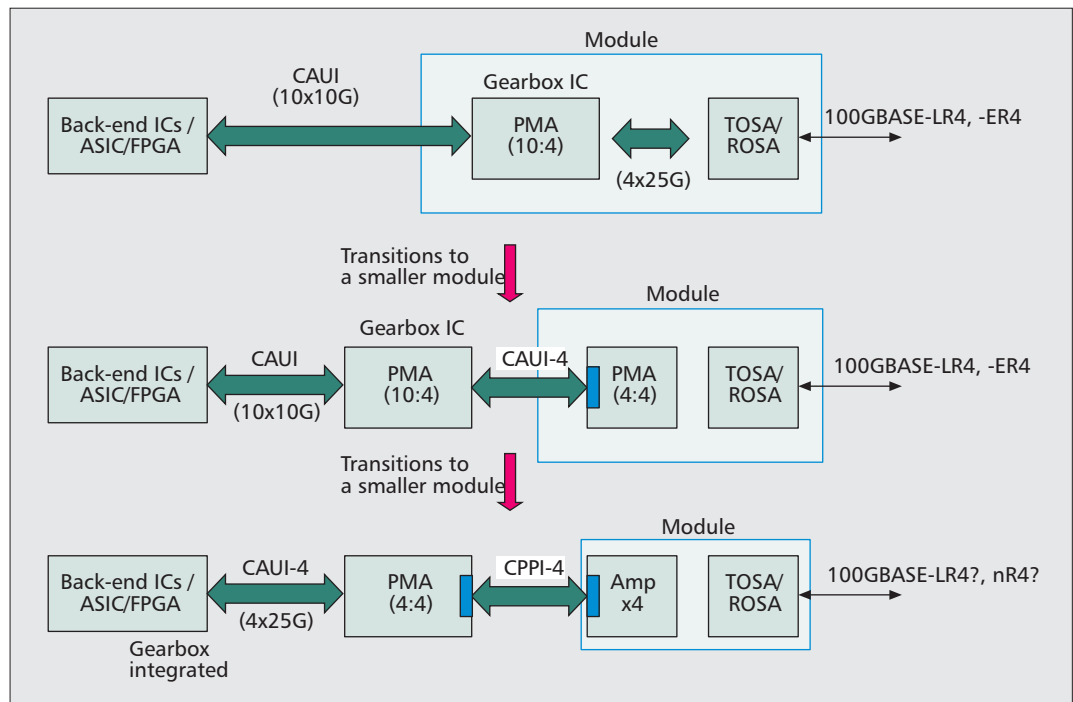 Module
CAUI
(10x10G)
Gearbox IC
Back-end ICs /
ASIC/FPGA
PMA
(10:4)
(4x25G)
TOSA/
ROSA
100GBASE-LR4, -ER4
Transitions to
a smaller module
Module
Gearbox IC
Back-end ICs /
ASIC/FPGA
CAUI
(10x10G)
PMA
(10:4)
CAUI-4
PMA
(4:4)
TOSA/
ROSA
100GBASE-LR4, -ER4
Transitions to
a smaller module
Module
Back-end ICs /
ASIC/FPGA
CAUI-4
(4x25G)
PMA
(4:4)
CPPI-4
Amp
x4
TOSA/
ROSA
100GBASE-LR4?, nR4?
Gearbox
integrated